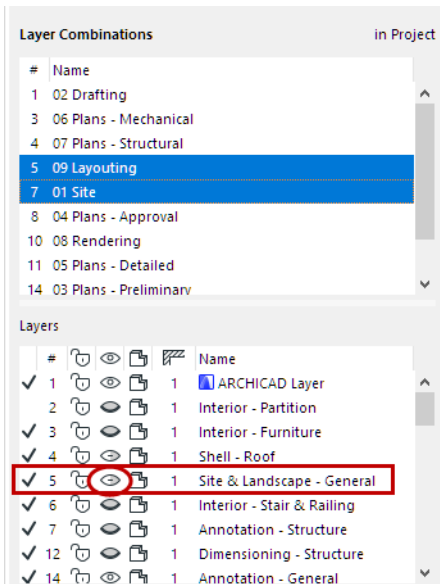 Layer Combinations in Project
# Name
1 02 Drafting
3 06 Plans - Mechanical
4 07 Plans - Structural
5 09 Layouting
7 01 Site
8 04 Plans - Approval
10 08 Rendering
11 05 Plans - Detailed
14 03 Plans - Preliminary
Layers
# Name
1 1 ARCHICAD Layer
2 1 Interior - Partition
3 1 Interior - Furniture
4 1 Shell - Roof
5 1 Site & Landscape - General
6 1 Interior - Stair & Railing
7 1 Annotation - Structure
12 1 Dimensioning - Structure
14 1 Annotation - General